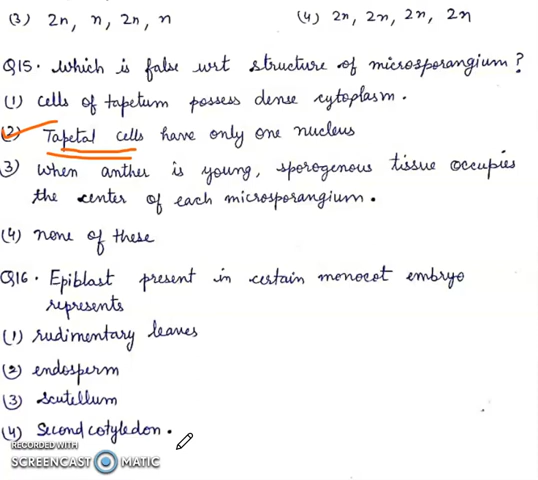 (3) 2n, n, 2n, n (4) 2n, 2n, 2n, 2n
Q15. Which is false wrt structure of microsporangium?
(1) Cells of tapetum possess dense cytoplasm.
(2) Tapetal cells have only one nucleus
(3) When anther is young, sporogenous tissue occupies
the center of each microsporangium.
(4) none of these
Q16. Epiblast present in certain monocot embryo
represents
(1) rudimentary leaves
(2) endosperm
(3) Scutellum
(4) Second cotyledon.
RECORDED WITH
SCREENCAST MATIC